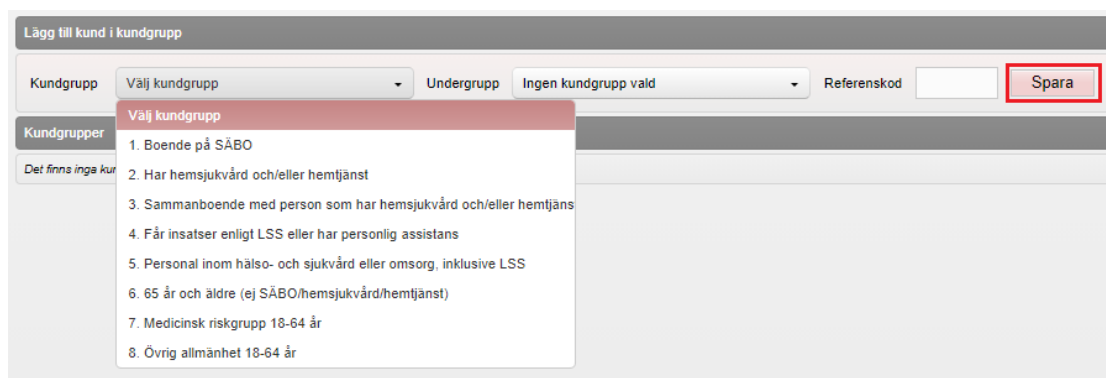 Lägg till kund i kundgrupp
Kundgrupp Välj kundgrupp Undergrupp Ingen kundgrupp vald Referenskod Spara
Välj kundgrupp
Kundgrupper
1. Boende på SÄBO
Det finns inga
2. Har hemsjukvård och/eller hemtjänst
3. Sammanboende med person som har hemsjukvård och/eller hemtjäns
4. Får insatser enligt LSS eller har personlig assistans
5. Personal inom hälso- och sjukvård eller omsorg, inklusive LSS
6. 65 år och äldre (ej SÄBO/hemsjukvård/hemtjänst)
7. Medicinsk riskgrupp 18-64 år
8. Övrig allmänhet 18-64 år